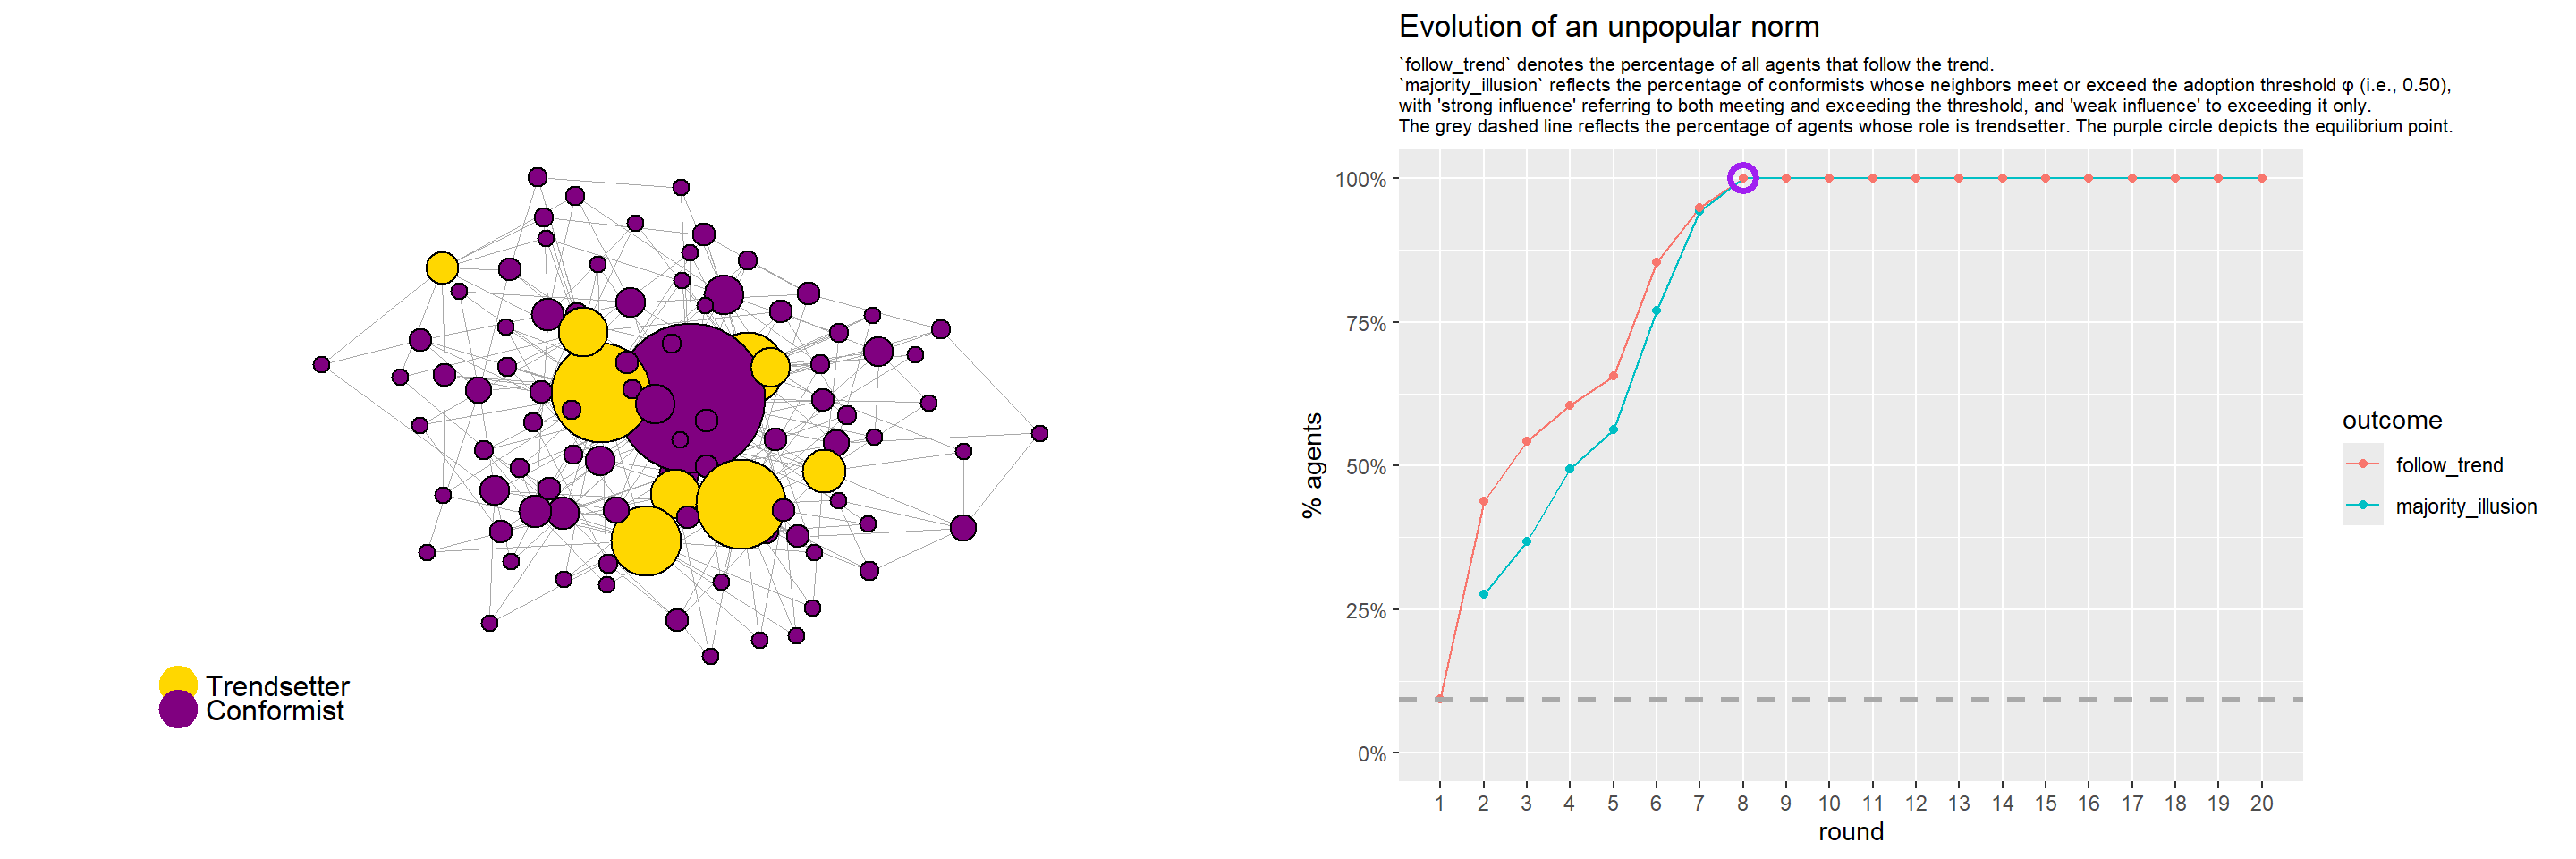 Trendsetter
Conformist
Evolution of an unpopular norm
`follow_trend` denotes the percentage of all agents that follow the trend.
`majority_illusion` reflects the percentage of conformists whose neighbors meet or exceed the adoption threshold φ (i.e., 0.50),
with 'strong influence' referring to both meeting and exceeding the threshold, and 'weak influence' to exceeding it only.
The grey dashed line reflects the percentage of agents whose role is trendsetter. The purple circle depicts the equilibrium point.
% agents
100%
75%
50%
25%
0%
1 2 3 4 5 6 7 8 9 10 11 12 13 14 15 16 17 18 19 20
round
outcome
follow_trend
majority_illusion